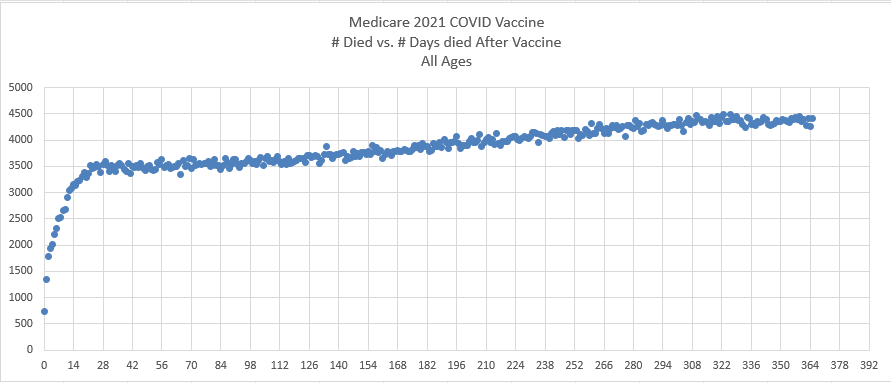 Medicare 2021 COVID Vaccine
# Died vs. # Days died After Vaccine
All Ages
5000
4500
4000
3500
3000
2500
2000
1500
1000
500
0
0 14 28 42 56 70 84 98 112 126 140 154 168 182 196 210 224 238 252 266 280 294 308 322 336 350 364 378 392